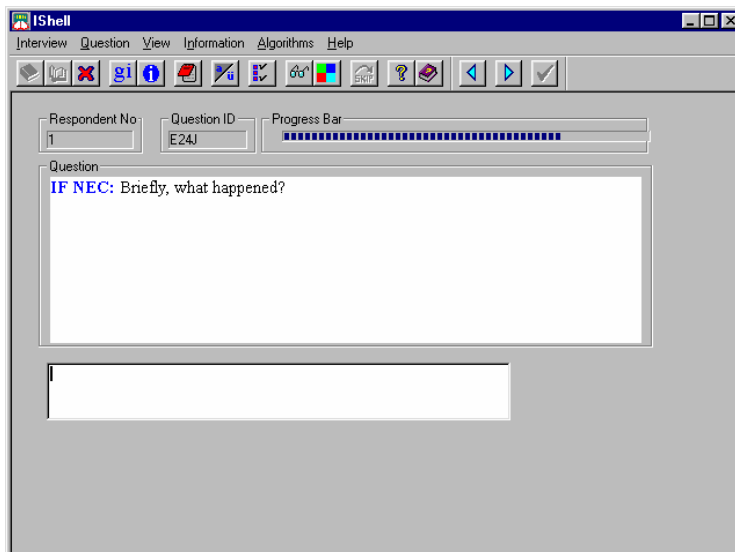 IShell
Interview Question View Information Algorithms Help
gi i a/ü SKIP ?
Respondent No Question ID Progress Bar
1 E24J
Question
IF NEC: Briefly, what happened?